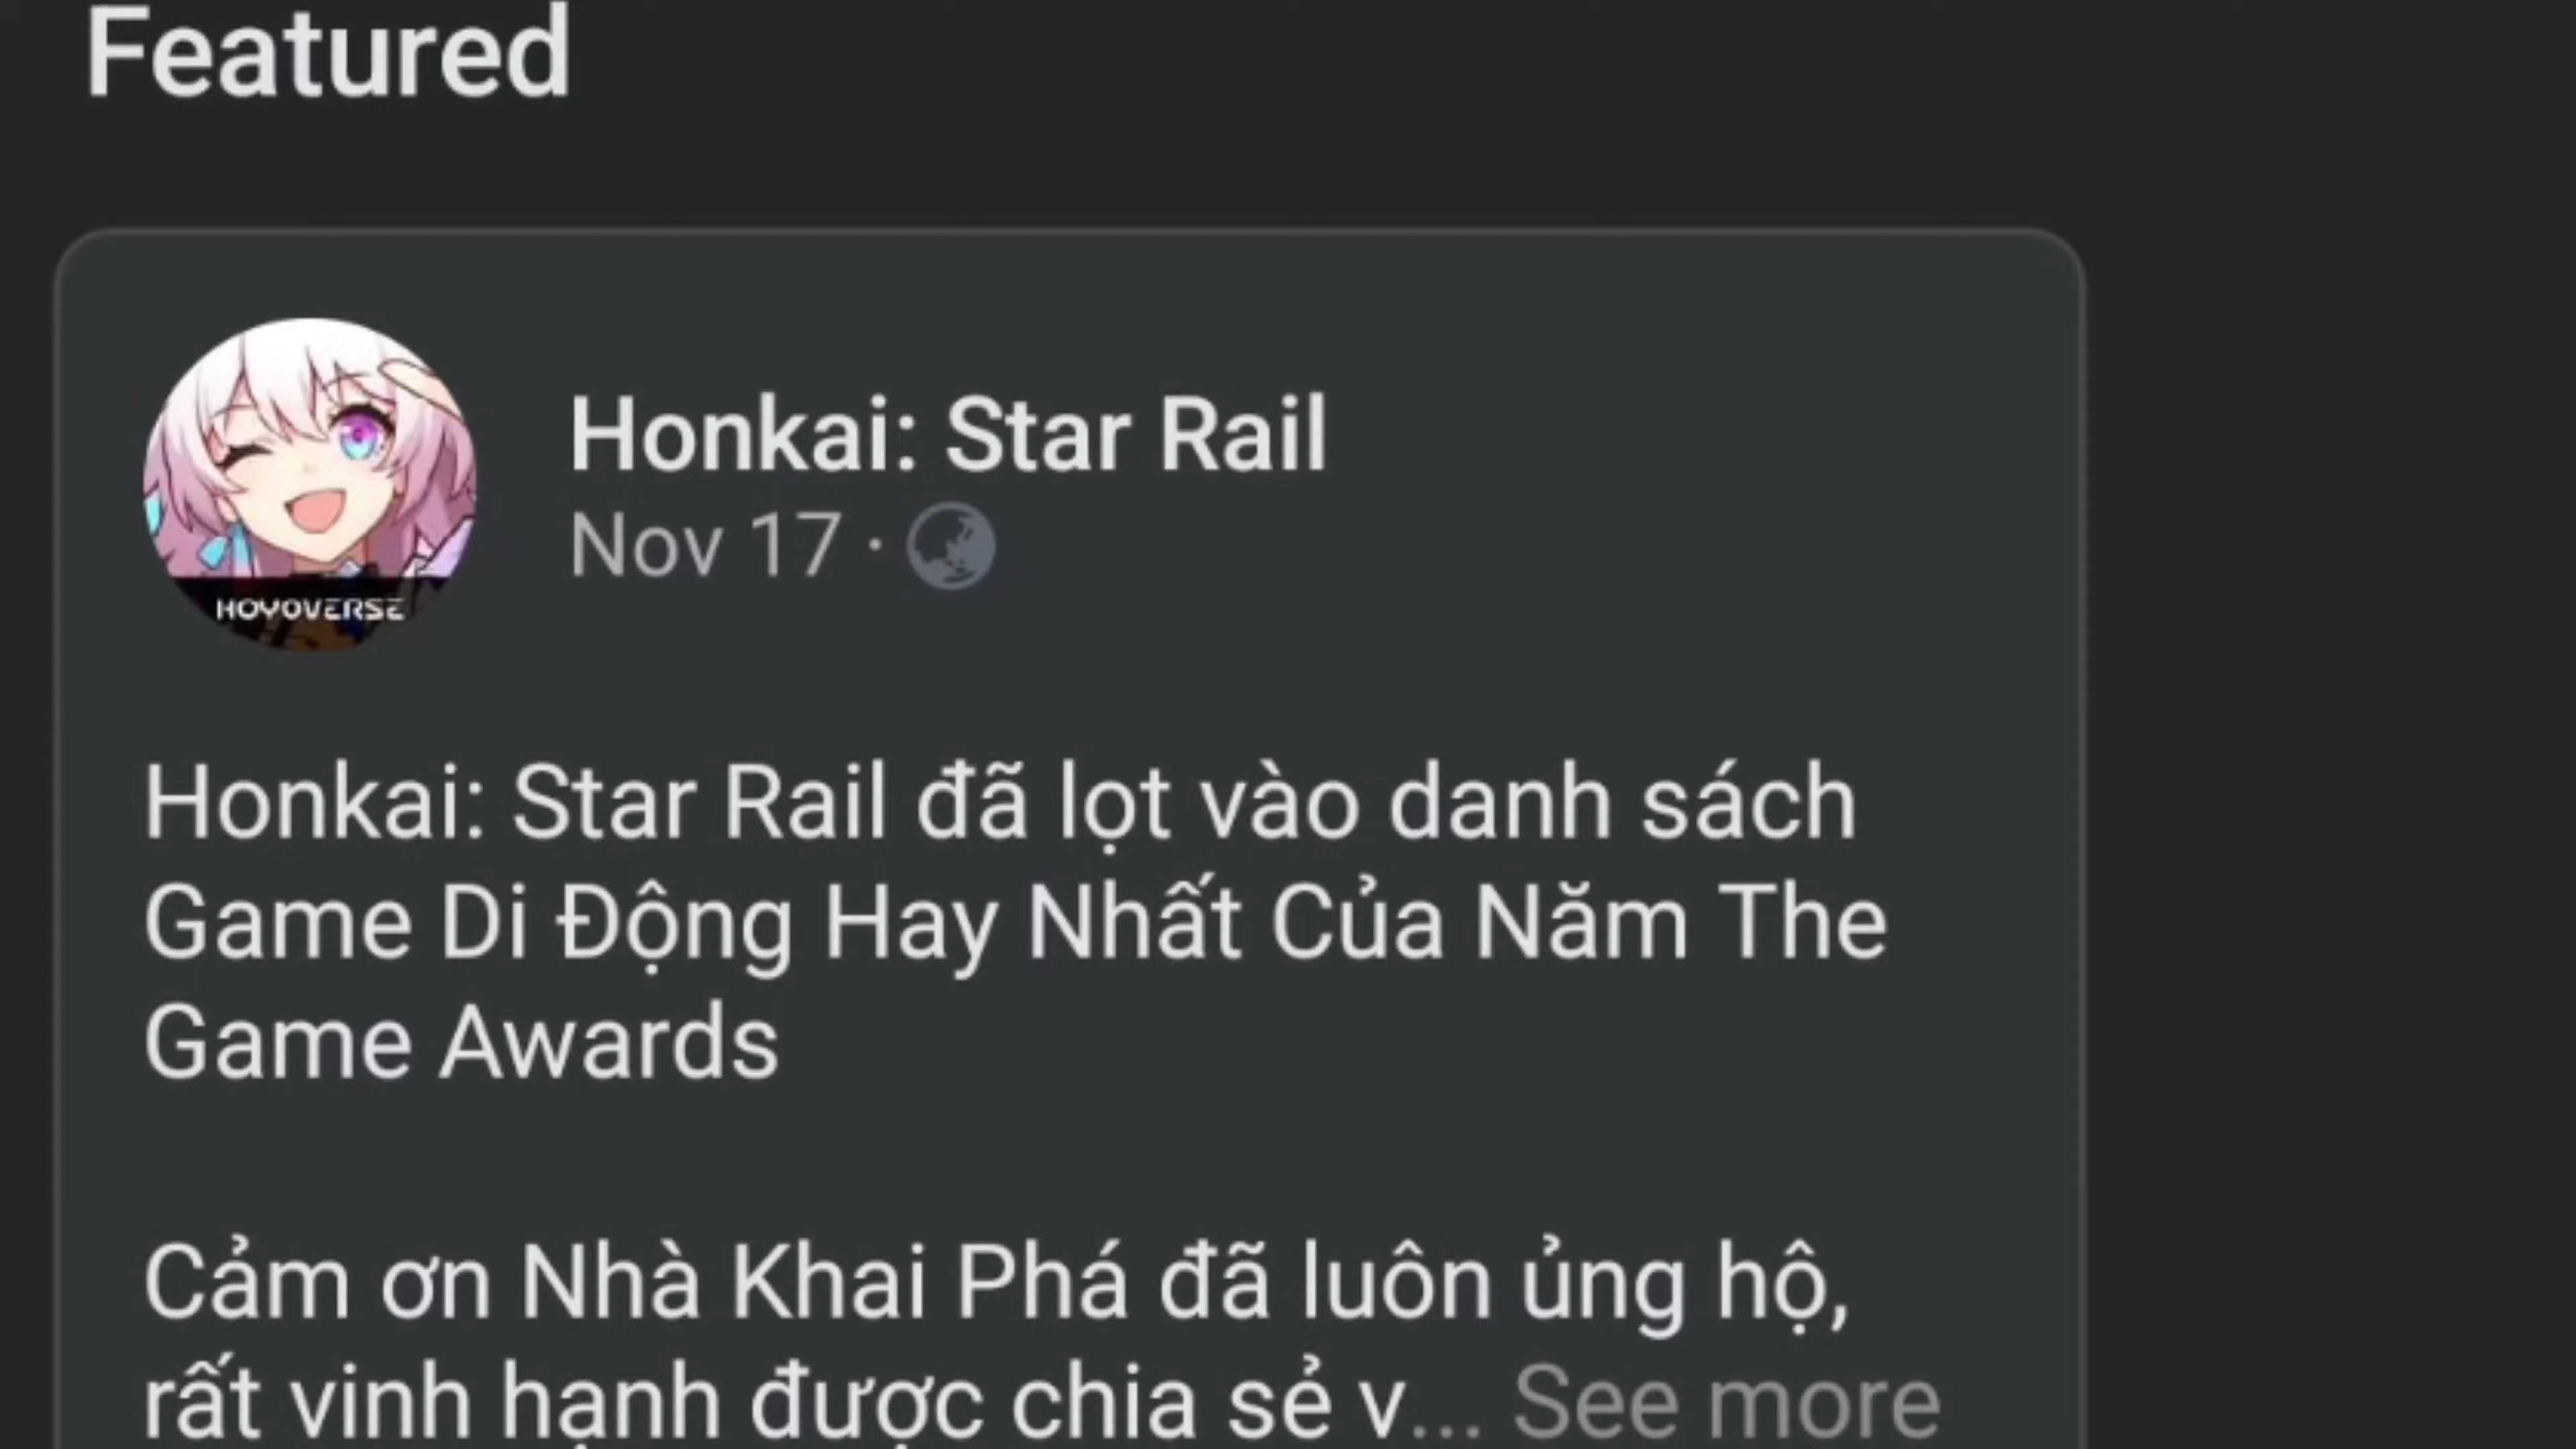 Featured
Honkai: Star Rail
Nov 17 ·
HOYOVERSE
Honkai: Star Rail đã lọt vào danh sách
Game Di Động Hay Nhất Của Năm The
Game Awards
Cảm ơn Nhà Khai Phá đã luôn ủng hộ,
rất vinh hạnh được chia sẻ v... See more